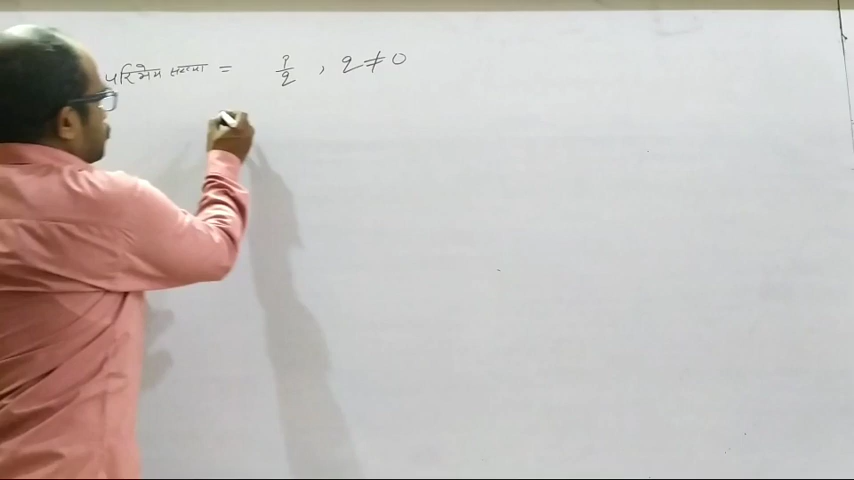 परिमेय संख्या = p/q , q ≠ 0